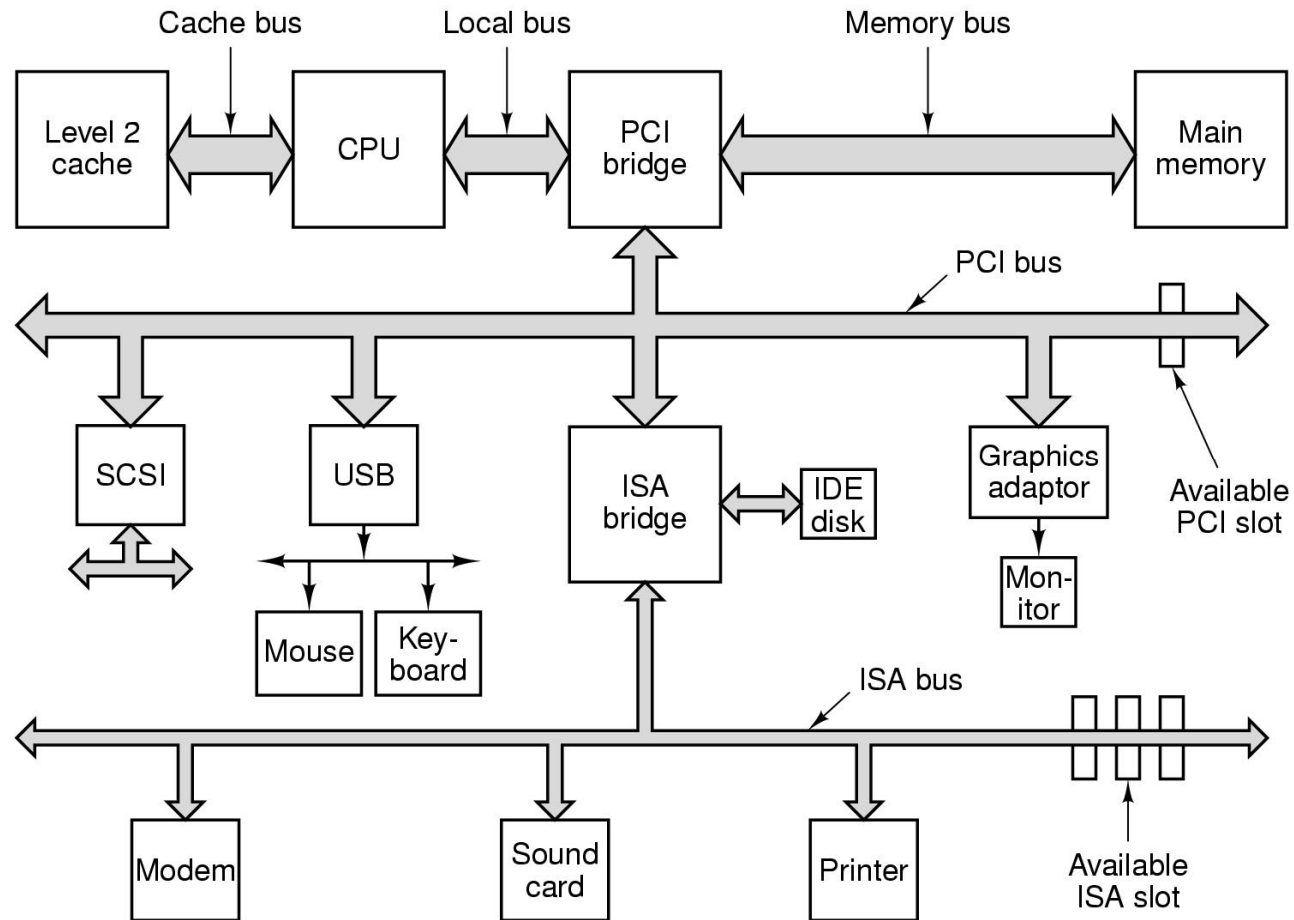 Cache bus
Local bus
Memory bus
Level 2
cache
CPU
PCI
bridge
Main
memory
PCI bus
SCSI
USB
ISA
bridge
IDE
disk
Graphics
adaptor
Available
PCI slot
Mon-
itor
Mouse
Key-
board
ISA bus
Modem
Sound
card
Printer
Available
ISA slot